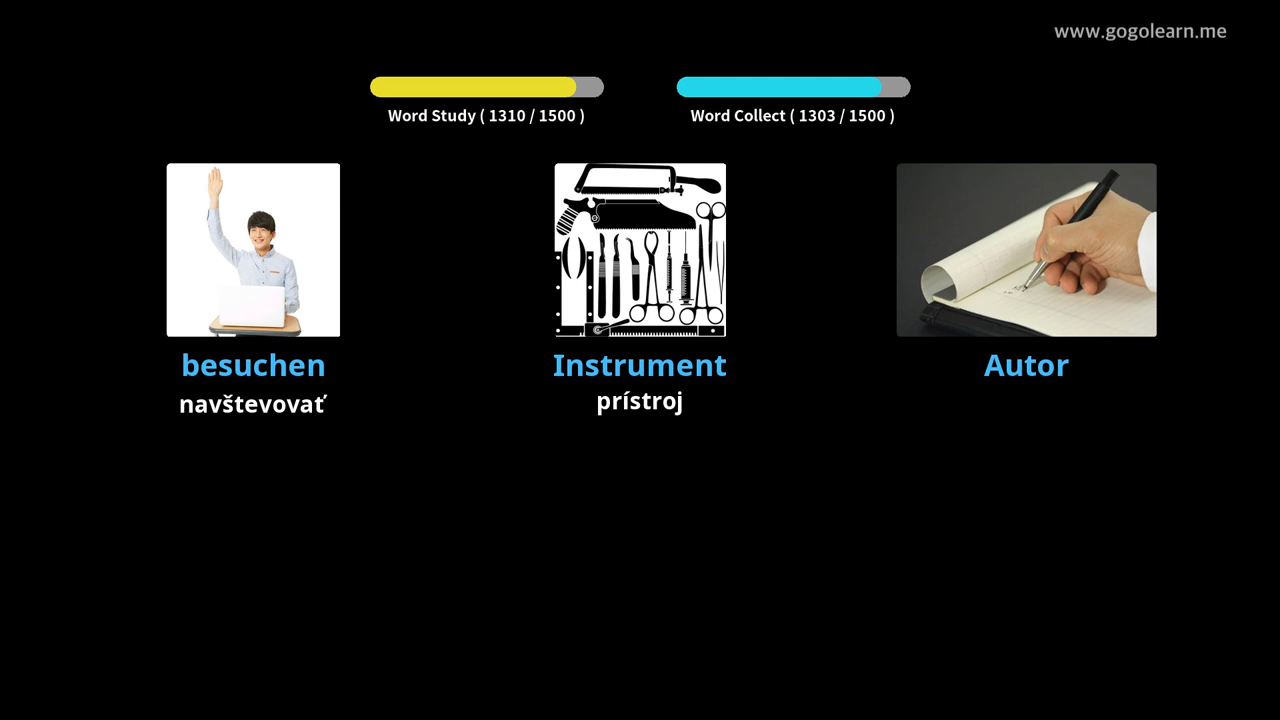 www.gogolearn.me
Word Study ( 1310 / 1500 )
Word Collect ( 1303 / 1500 )
besuchen
navštevovať
Instrument
prístroj
Autor